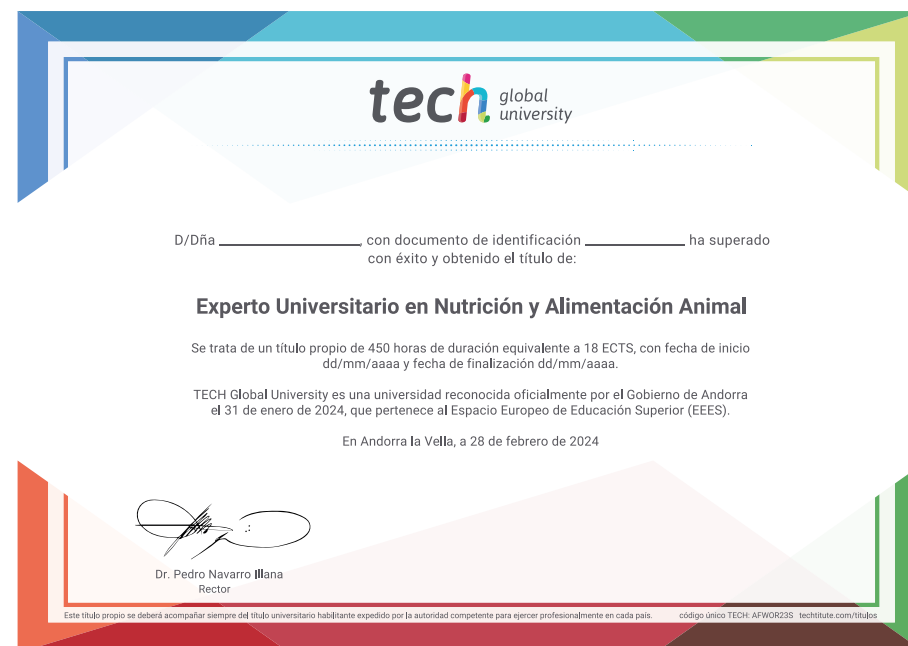 tech global university
D/Dña ____________________, con documento de identificación ______________ ha superado
con éxito y obtenido el título de:
Experto Universitario en Nutrición y Alimentación Animal
Se trata de un título propio de 450 horas de duración equivalente a 18 ECTS, con fecha de inicio
dd/mm/aaaa y fecha de finalización dd/mm/aaaa.
TECH Global University es una universidad reconocida oficialmente por el Gobierno de Andorra
el 31 de enero de 2024, que pertenece al Espacio Europeo de Educación Superior (EEES).
En Andorra la Vella, a 28 de febrero de 2024
Dr. Pedro Navarro Illana
Rector
Este título propio se deberá acompañar siempre del título universitario habilitante expedido por la autoridad competente para ejercer profesionalmente en cada país. código único TECH: AFWOR23S techtitute.com/titulos